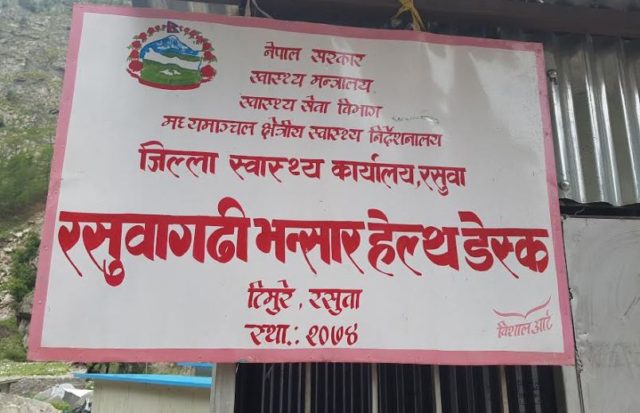 नेपाल सरकार
स्वास्थ्य मन्त्रालय
स्वास्थ्य सेवा विभाग
मध्यमाञ्चल क्षेत्रीय स्वास्थ्य निर्देशनालय
जिल्ला स्वास्थ्य कार्यालय, रसुवा
रसुवागढी भन्सार हेल्थ डेस्क
टिमुरे, रसुवा
स्था.: २०७४
विशाल आर्ट